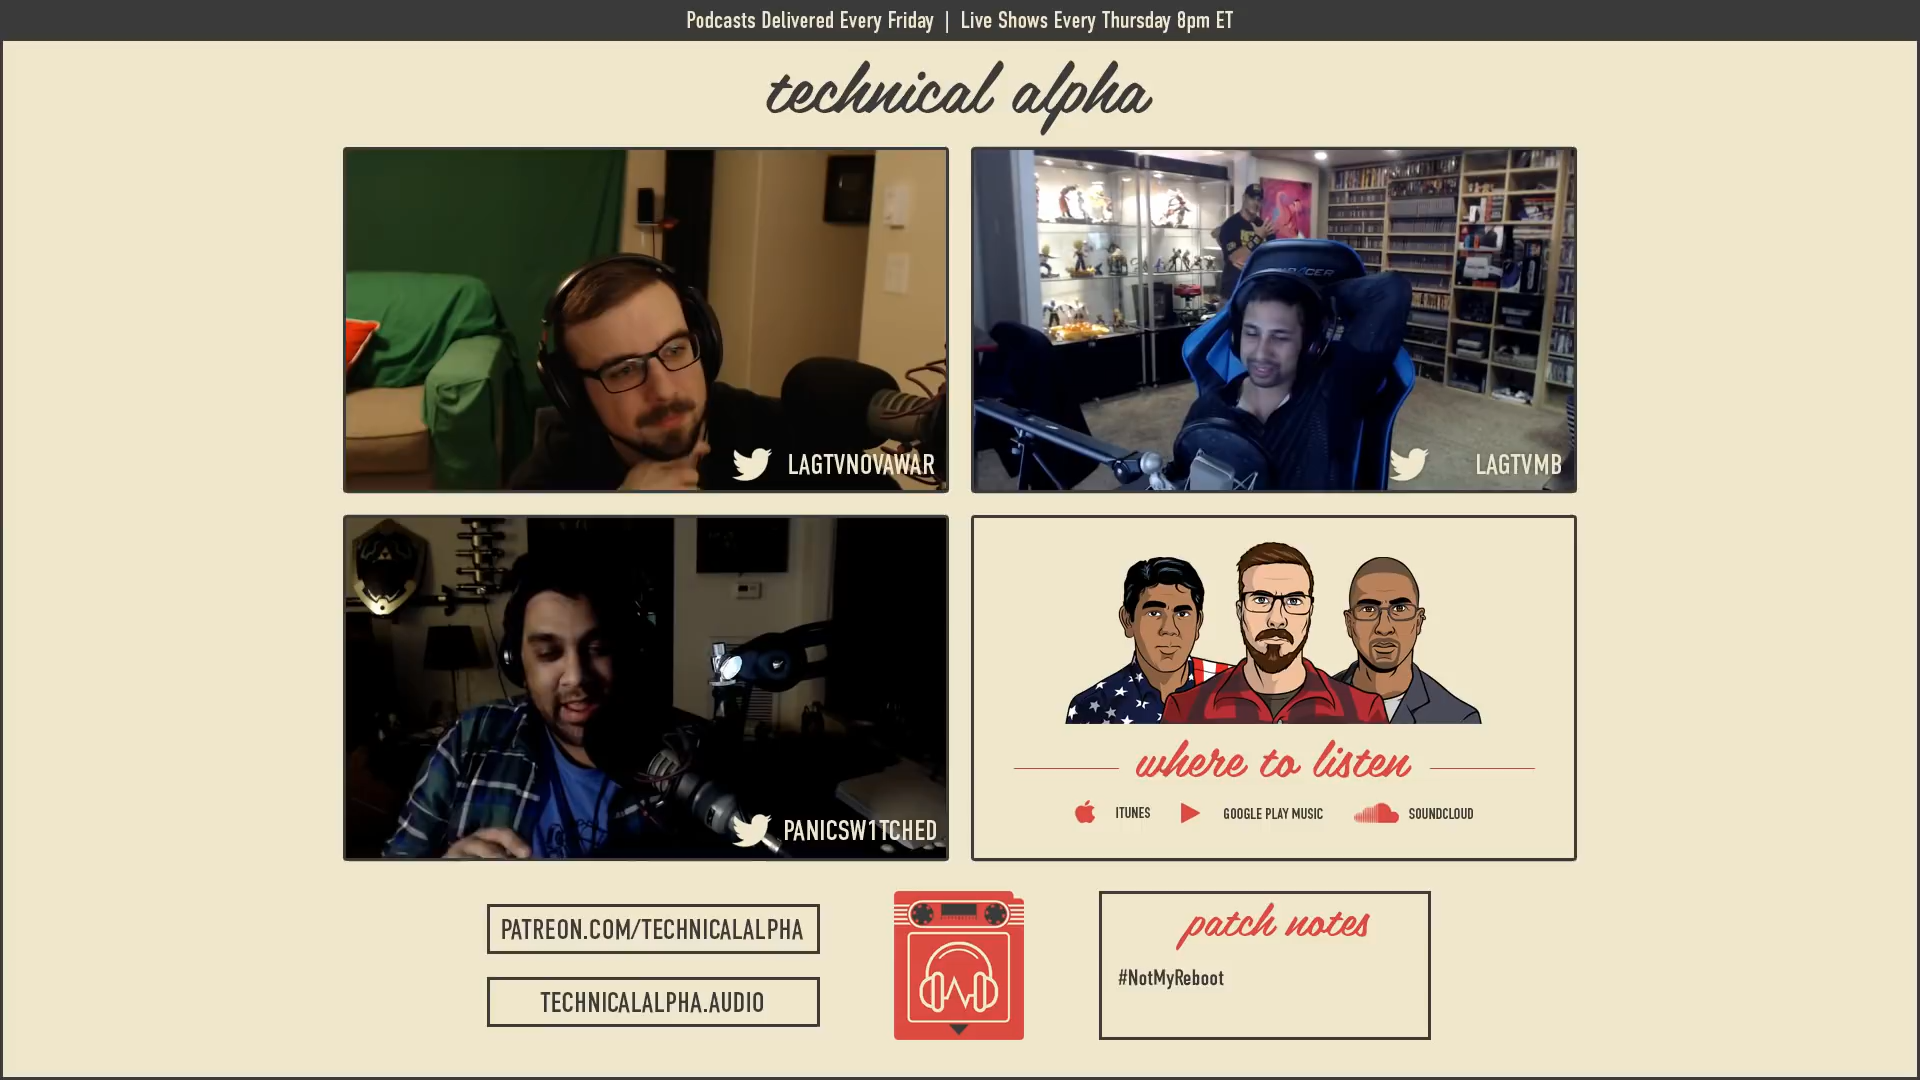 Podcasts Delivered Every Friday | Live Shows Every Thursday 8pm ET
technical alpha
LAGTVNOVAWAR
LAGTVMB
PANICSW1TCHED
where to listen
ITUNES
GOOGLE PLAY MUSIC
SOUNDCLOUD
PATREON.COM/TECHNICALALPHA
TECHNICALALPHA.AUDIO
patch notes
#NotMyReboot